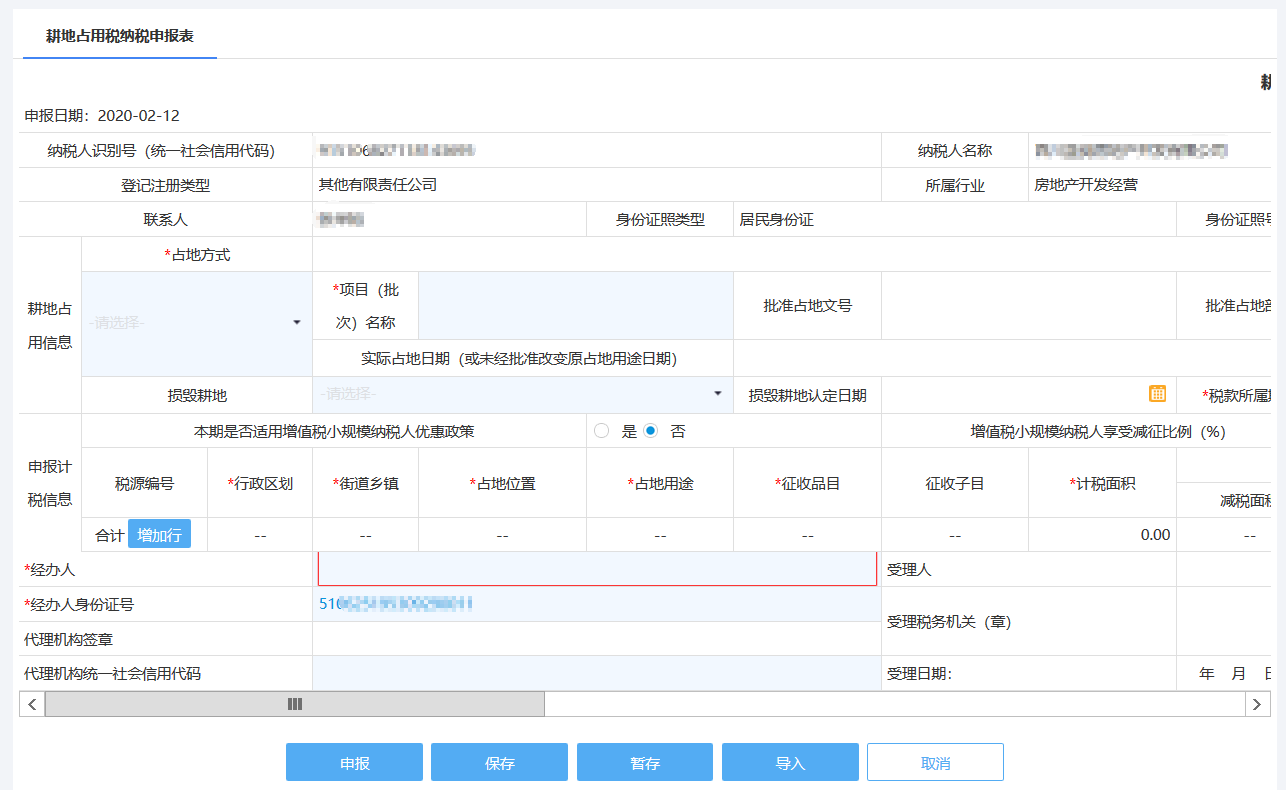 耕地占用税纳税申报表
申报日期：2020-02-12
纳税人识别号（统一社会信用代码）
纳税人名称
登记注册类型 其他有限责任公司 所属行业 房地产开发经营
联系人 身份证照类型 居民身份证 身份证照
*占地方式
耕地占
用信息
-请选择-
*项目（批
次）名称
批准占地文号
批准占地
实际占地日期（或未经批准改变原占地用途日期）
损毁耕地 -请选择- 损毁耕地认定日期 *税款所属
申报计
税信息
本期是否适用增值税小规模纳税人优惠政策 是 否 增值税小规模纳税人享受减征比例（%）
税源编号 *行政区划 *街道乡镇 *占地位置 *占地用途 *征收品目 征收子目 *计税面积
减税面积
合计 增加行 -- -- -- -- -- -- 0.00 --
*经办人 受理人
*经办人身份证号 51
受理税务机关（章）
代理机构签章
代理机构统一社会信用代码 受理日期： 年 月
申报 保存 暂存 导入 取消